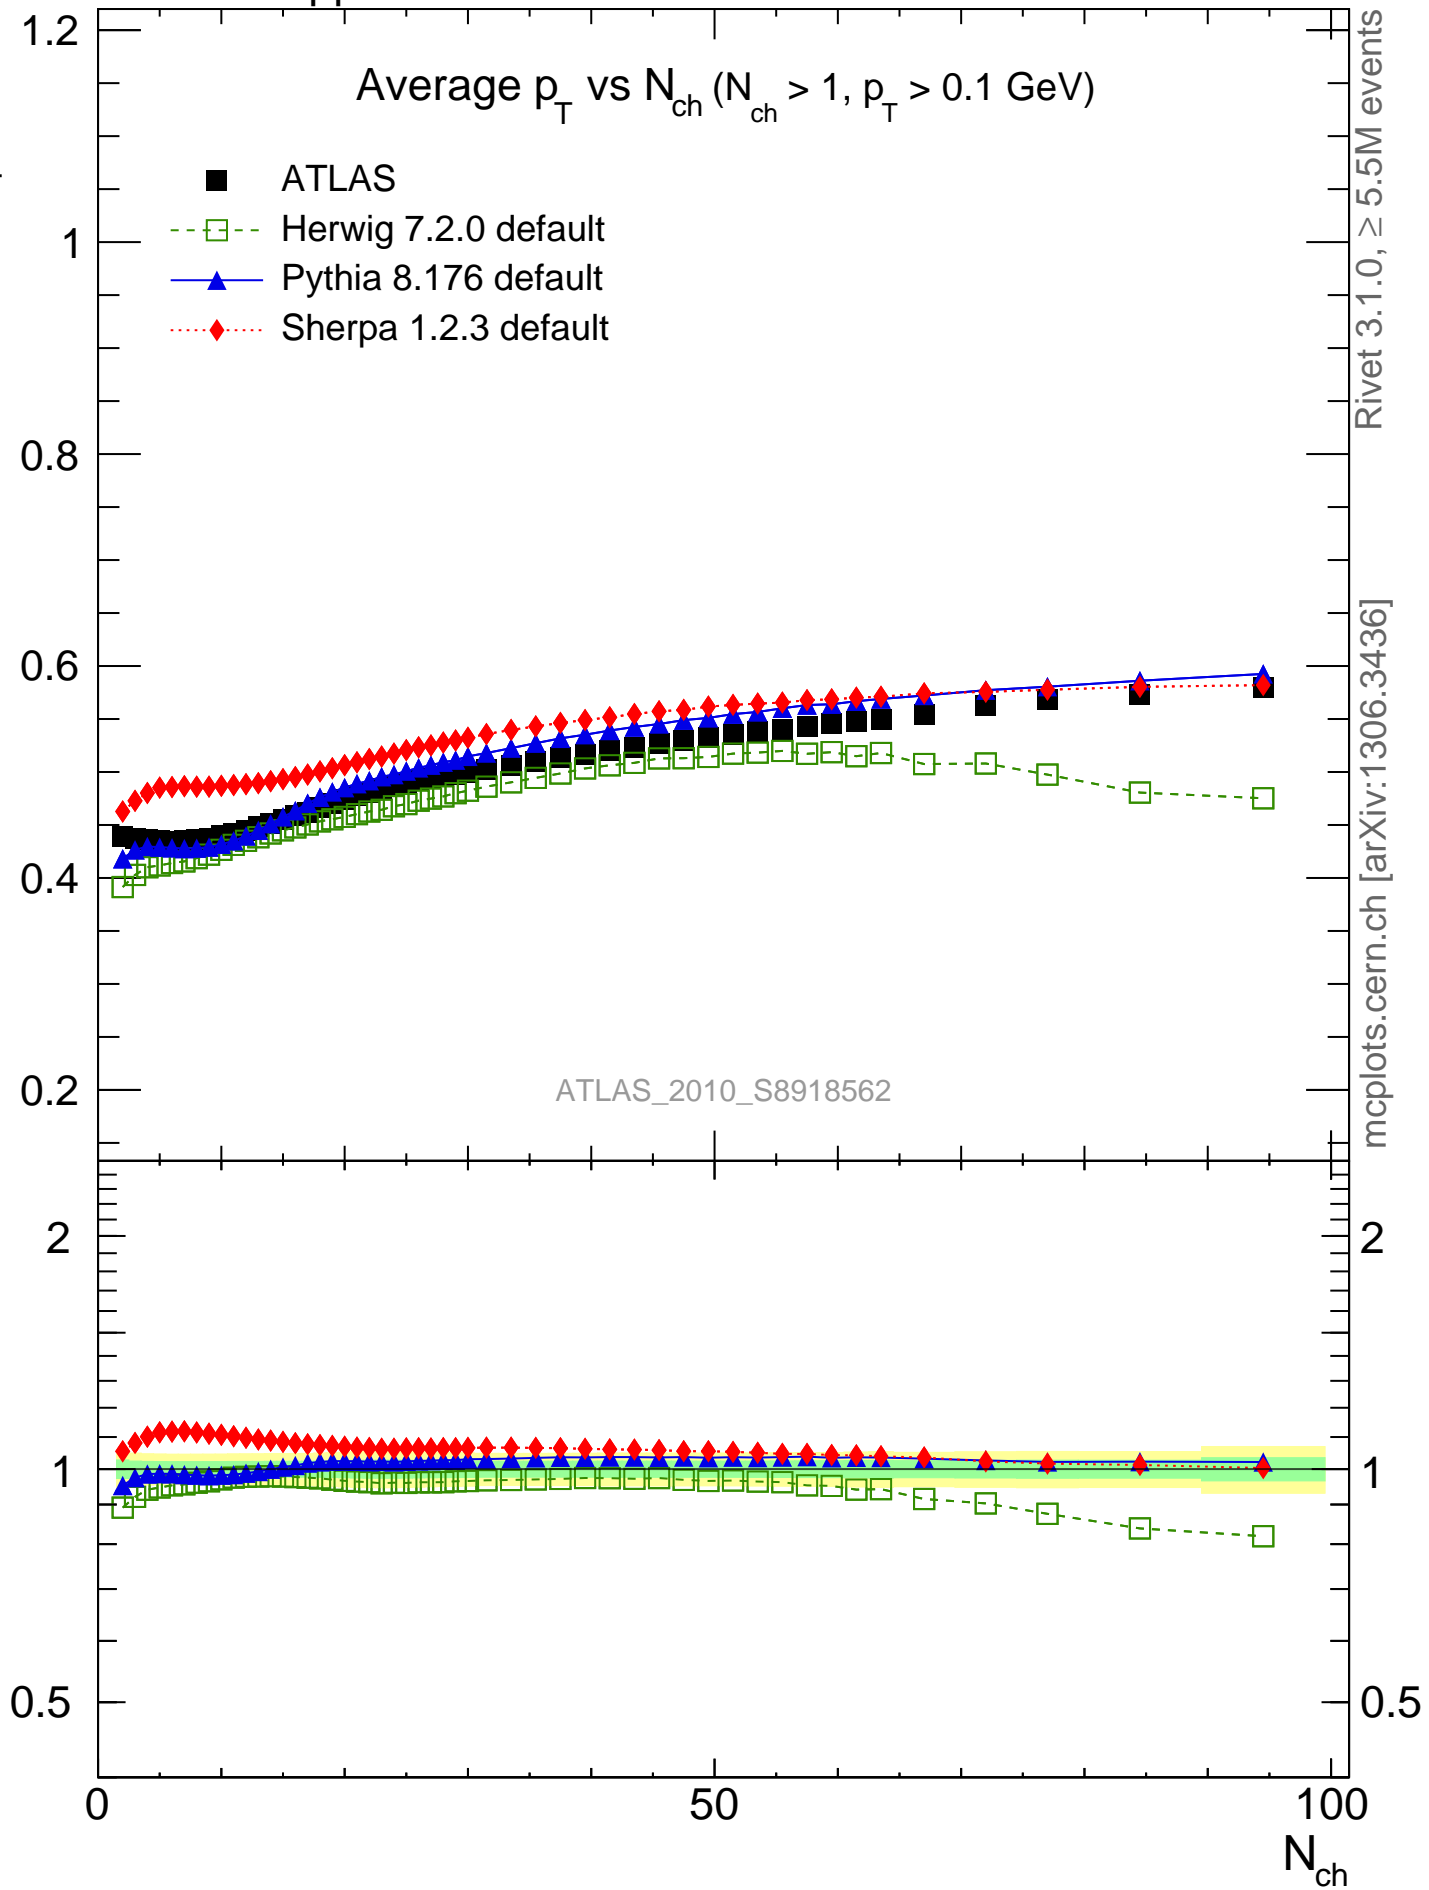 Average p_T vs N_ch (N_ch > 1, p_T > 0.1 GeV)
ATLAS
Herwig 7.2.0 default
Pythia 8.176 default
Sherpa 1.2.3 default
1.2
1
0.8
0.6
0.4
0.2
ATLAS_2010_S8918562
2
1
0.5
2
1
0.5
0
50
100
N_ch
Rivet 3.1.0, ≥ 5.5M events
mcplots.cern.ch [arXiv:1306.3436]